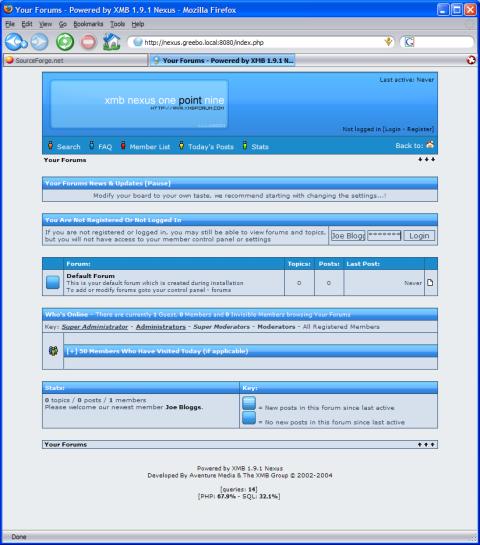 Your Forums - Powered by XMB 1.9.1 Nexus - Mozilla Firefox
File Edit View Go Bookmarks Tools Help
http://nexus.greebo.local:8080/index.php
SourceForge.net
Your Forums - Powered by XMB 1.9.1 N...
Last active: Never
xmb nexus one point nine
HTTP://WWW.XMBFORUM.COM
Not logged in [Login - Register]
Search FAQ Member List Today's Posts Stats Back to:
Your Forums
Your Forums News & Updates [Pause]
Modify your board to your own taste, we recommend starting with changing the settings...!
You Are Not Registered Or Not Logged In
If you are not registered or logged in, you may still be able to view forums and topics, but you will not have access to your member control panel or settings
Joe Blogg ******* Login
Forum: Topics: Posts: Last Post:
Default Forum
This is your default forum which is created during installation
To add or modify forums goto your control panel - forums
0 0 Never
Who's Online - There are currently 1 Guest, 0 Members and 0 Invisible Members browsing Your Forums
Key: Super Administrator - Administrators - Super Moderators - Moderators - All Registered Members
[+] 50 Members Who Have Visited Today (if applicable)
Stats: Key:
0 topics / 0 posts / 1 members
Please welcome our newest member Joe Bloggs.
= New posts in this forum since last active
= No new posts in this forum since last active
Your Forums
Powered by XMB 1.9.1 Nexus
Developed By Aventure Media & The XMB Group © 2002-2004
[queries: 14]
[PHP: 67.9% - SQL: 32.1%]
Done